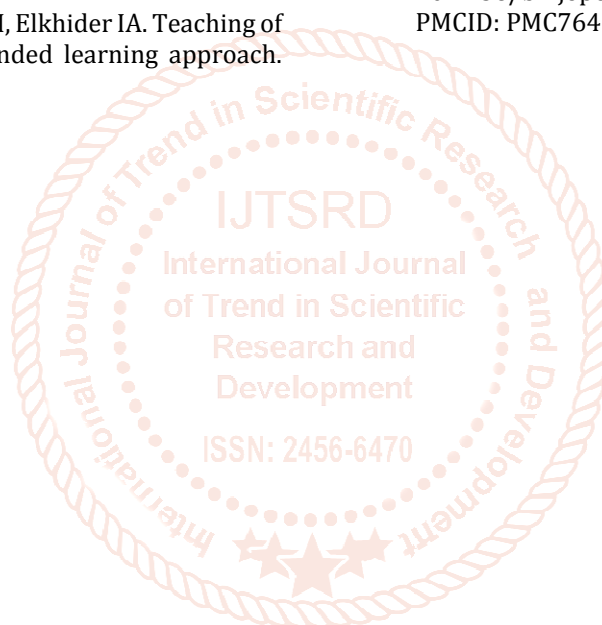 I, Elkhider IA. Teaching of
nded learning approach.
PMCID: PMC764
International Journal of Trend in Scientific Research and Development
IJTSRD
International Journal
of Trend in Scientific
Research and
Development
ISSN: 2456-6470